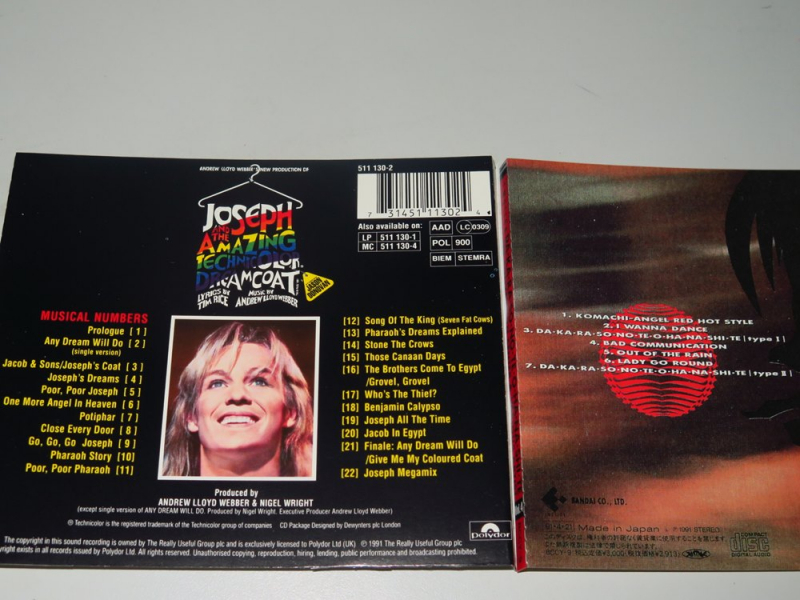 ANDREW LLOYD WEBBER'S NEW PRODUCTION OF
JOSEPH
AND THE
AMAZING
TECHNICOLOR
DREAMCOAT
LYRICS BY
TIM RICE
MUSIC BY
ANDREW LLOYD WEBBER
511 130-2
7 31451 11302 4
Also available on:
LP 511 130-1
MC 511 130-4
AAD LC 0309
POL 900
BIEM STEMRA
MUSICAL NUMBERS
Prologue [ 1 ]
Any Dream Will Do [ 2 ]
(single version)
Jacob & Sons/Joseph's Coat [ 3 ]
Joseph's Dreams [ 4 ]
Poor, Poor Joseph [ 5 ]
One More Angel in Heaven [ 6 ]
Potiphar [ 7 ]
Close Every Door [ 8 ]
Go, Go, Go Joseph [ 9 ]
Pharaoh Story [10]
Poor, Poor Pharaoh [11]
[12] Song Of The King (Seven Fat Cows)
[13] Pharaoh's Dreams Explained
[14] Stone The Crows
[15] Those Canaan Days
[16] The Brothers Come To Egypt
/Grovel, Grovel
[17] Who's The Thief?
[18] Benjamin Calypso
[19] Joseph All The Time
[20] Jacob In Egypt
[21] Finale: Any Dream Will Do
/Give Me My Coloured Coat
[22] Joseph Megamix
Produced by
ANDREW LLOYD WEBBER & NIGEL WRIGHT
(except single version of ANY DREAM WILL DO. Produced by Nigel Wright. Executive Producer Andrew Lloyd Webber)
® Technicolor is the registered trademark of the Technicolor group of companies CD Package Designed by Dewynters plc London
The copyright in this sound recording is owned by The Really Useful Group plc and is exclusively licensed to Polydor Ltd (UK) ℗ 1991 The Really Useful Group plc
exist in all records issued by Polydor Ltd. All rights reserved. Unauthorised copying, reproduction, hiring, lending, public performance and broadcasting prohibited.
Polydor
1. KOMACHI-ANGEL RED HOT STYLE
2. I WANNA DANCE
3. DA·KA·RA·SO·NO·TE·O·HA·NA·SHI·TE [type I]
4. BAD COMMUNICATION
5. OUT OF THE RAIN
6. LADY GO ROUND
7. DA·KA·RA·SO·NO·TE·O·HA·NA·SHI·TE [type II]
BANDAI CO., LTD.
Made in Japan ℗ 1991 STEREO
COMPACT
DISC
DIGITAL AUDIO